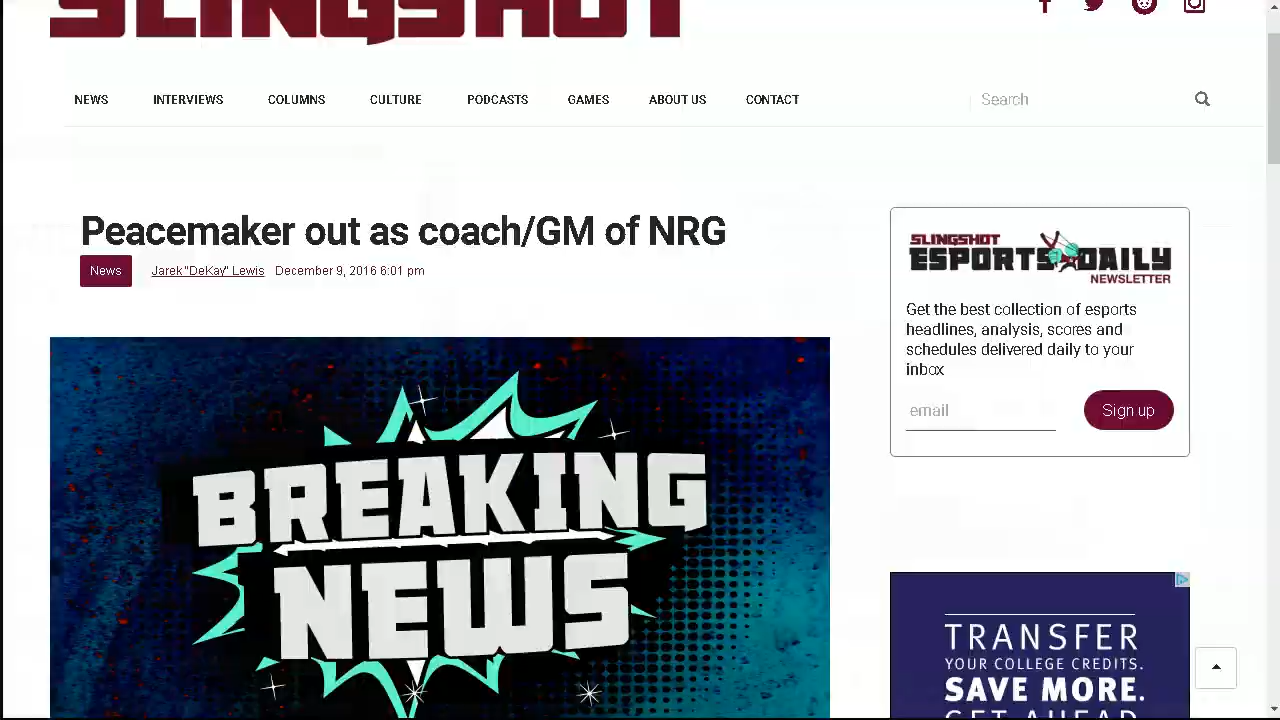 SLINGSHOT
NEWS INTERVIEWS COLUMNS CULTURE PODCASTS GAMES ABOUT US CONTACT Search
Peacemaker out as coach/GM of NRG
News Jarek "DeKay" Lewis December 9, 2016 6:01 pm
BREAKING
NEWS
SLINGSHOT
ESPORTS DAILY
NEWSLETTER
Get the best collection of esports
headlines, analysis, scores and
schedules delivered daily to your
inbox
email Sign up
TRANSFER
YOUR COLLEGE CREDITS.
SAVE MORE.
GET AHEAD